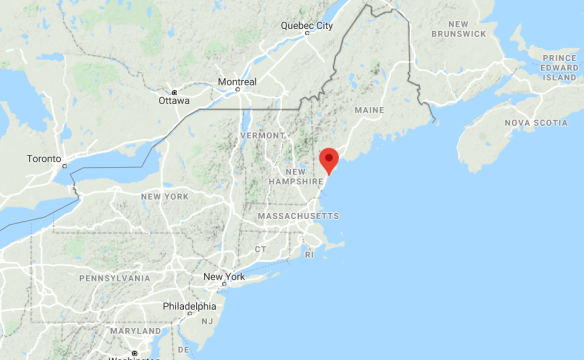 Quebec City
NEW
BRUNSWICK
PRINCE
EDWARD
ISLAND
Montreal
Ottawa
MAINE
NOVA SCOTIA
VERMONT
Toronto
NEW
HAMPSHIRE
NEW YORK
MASSACHUSETTS
CT
RI
PENNSYLVANIA
New York
Philadelphia
NJ
MARYLAND
DE
Washington